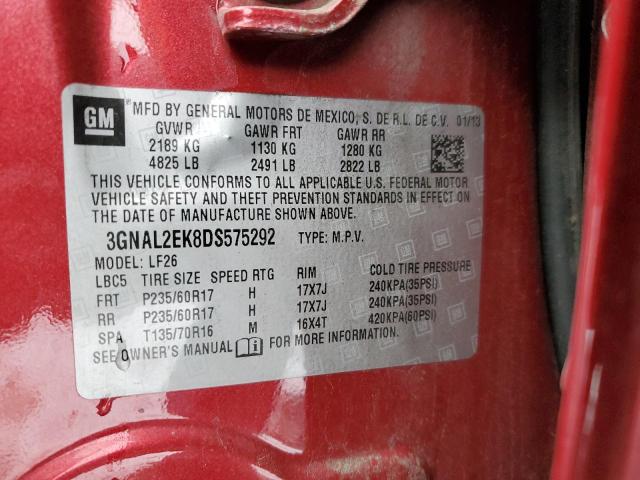 GM
® MFD BY GENERAL MOTORS DE MEXICO, S. DE R.L. DE C.V. 01/13
GVWR GAWR FRT GAWR RR
2189 KG 1130 KG 1280 KG
4825 LB 2491 LB 2822 LB
THIS VEHICLE CONFORMS TO ALL APPLICABLE U.S. FEDERAL MOTOR
VEHICLE SAFETY AND THEFT PREVENTION STANDARDS IN EFFECT ON
THE DATE OF MANUFACTURE SHOWN ABOVE.
3GNAL2EK8DS575292 TYPE: M.P.V.
MODEL: LF26
LBC5 TIRE SIZE SPEED RTG RIM COLD TIRE PRESSURE
FRT P235/60R17 H 17X7J 240KPA(35PSI)
RR P235/60R17 H 17X7J 240KPA(35PSI)
SPA T135/70R16 M 16X4T 420KPA(60PSI)
SEE OWNER'S MANUAL i FOR MORE INFORMATION.